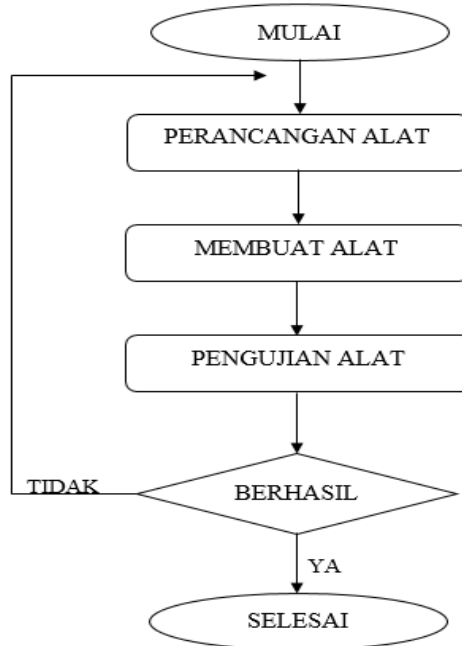 MULAI
PERANCANGAN ALAT
MEMBUAT ALAT
PENGUJIAN ALAT
TIDAK
BERHASIL
YA
SELESAI